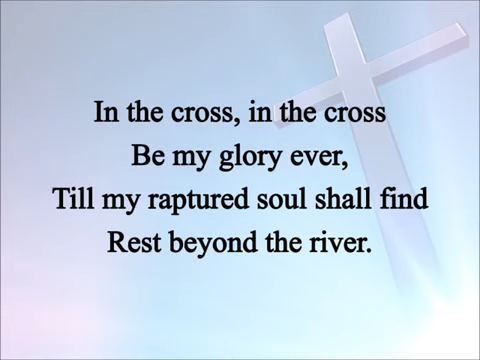 In the cross, in the cross
Be my glory ever,
Till my raptured soul shall find
Rest beyond the river.